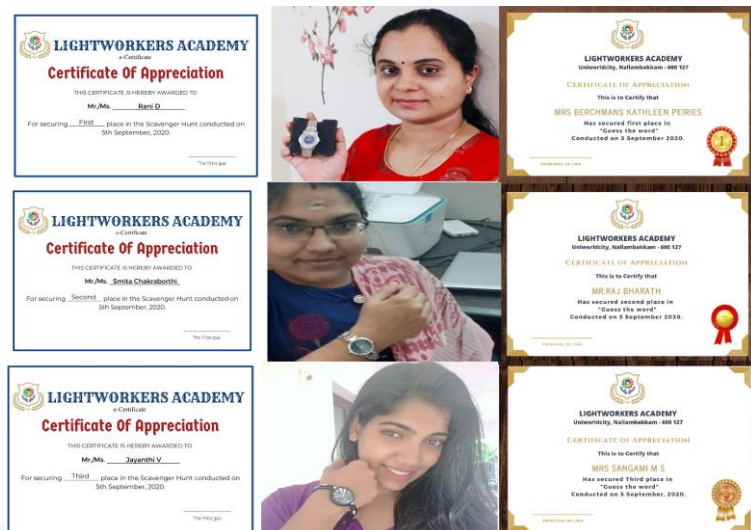 LIGHTWORKERS ACADEMY
e-Certificate
Certificate Of Appreciation
THIS CERTIFICATE IS HEREBY AWARDED TO
Mr./Ms. Rani D
For securing First place in the Scavenger Hunt conducted on
5th September, 2020.
The Principal
LIGHTWORKERS ACADEMY
Uniworldcity, Nallambakkam - 600 127
CERTIFICATE OF APPRECIATION
This is to Certify that
MRS BERCHMANS KATHLEEN PEIRIES
Has secured first place in
"Guess the word"
Conducted on 5 September 2020.
PRINCIPAL OF LWA
LIGHTWORKERS ACADEMY
e-Certificate
Certificate Of Appreciation
THIS CERTIFICATE IS HEREBY AWARDED TO
Mr./Ms. Smita Chakraborthi
For securing Second place in the Scavenger Hunt conducted on
5th September, 2020.
The Principal
LIGHTWORKERS ACADEMY
Uniworldcity, Nallambakkam - 600 127
CERTIFICATE OF APPRECIATION
This is to Certify that
MR.RAJ BHARATH
Has secured second place in
"Guess the word"
Conducted on 5 September 2020.
PRINCIPAL OF LWA
LIGHTWORKERS ACADEMY
e-Certificate
Certificate Of Appreciation
THIS CERTIFICATE IS HEREBY AWARDED TO
Mr./Ms. Jayanthi V
For securing Third place in the Scavenger Hunt conducted on
5th September, 2020.
The Principal
LIGHTWORKERS ACADEMY
Uniworldcity, Nallambakkam - 600 127
CERTIFICATE OF APPRECIATION
This is to Certify that
MRS SANGAMI M S
Has secured Third place in
"Guess the word"
Conducted on 5 September 2020.
PRINCIPAL OF LWA